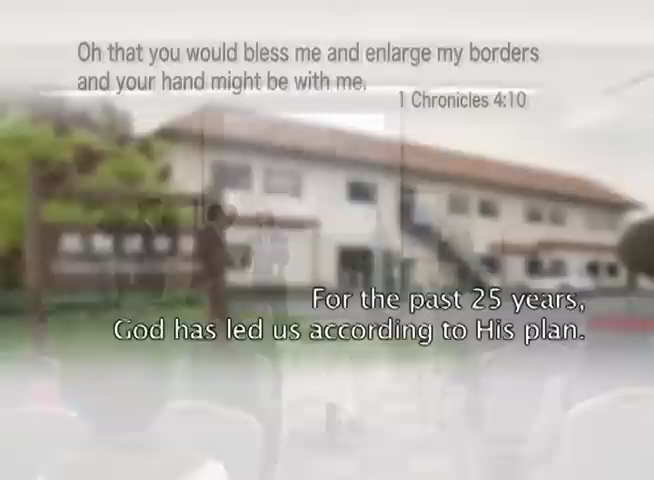 Oh that you would bless me and enlarge my borders
and your hand might be with me.
1 Chronicles 4:10
For the past 25 years,
God has led us according to His plan.